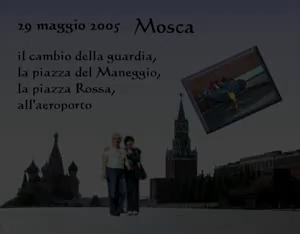 29 maggio 2005 Mosca
il cambio della guardia,
la piazza del Maneggio,
la piazza Rossa,
all'aeroporto